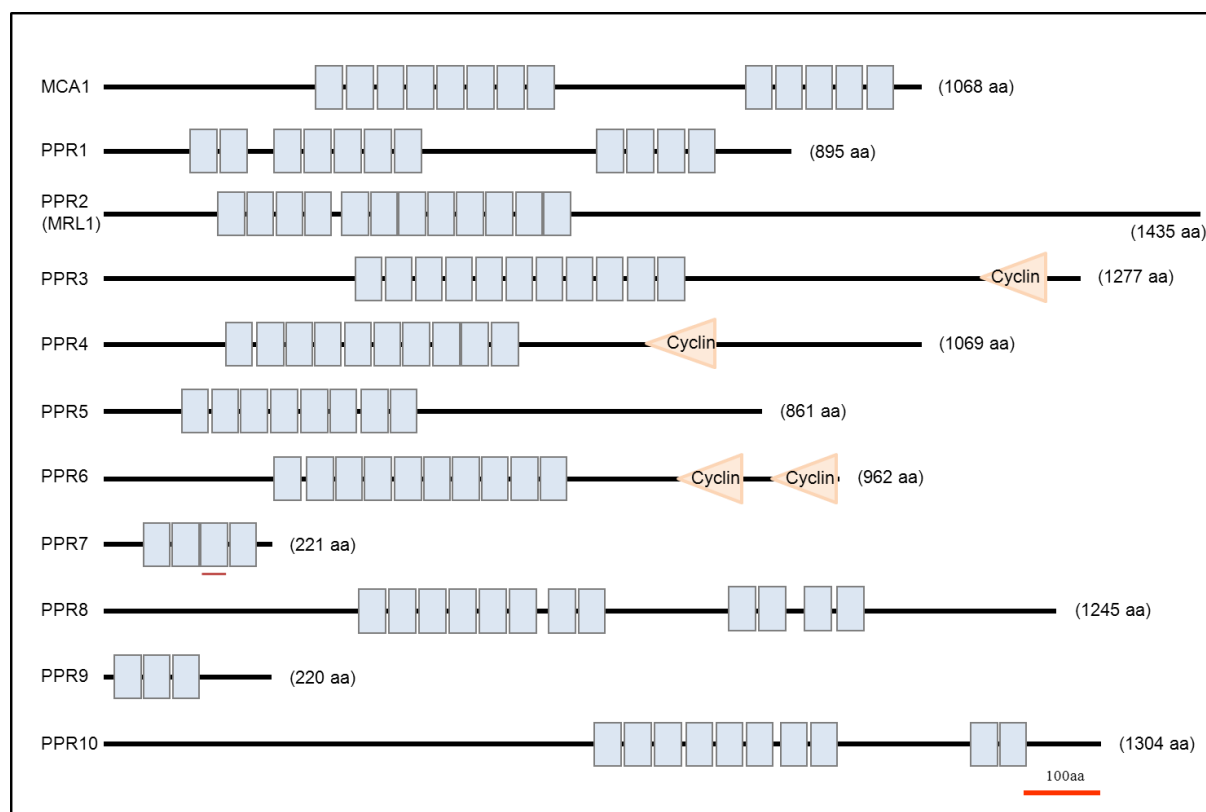 MCA1 (1068 aa)
PPR1 (895 aa)
PPR2
(MRL1)
(1435 aa)
PPR3 Cyclin (1277 aa)
PPR4 Cyclin (1069 aa)
PPR5 (861 aa)
PPR6 Cyclin Cyclin (962 aa)
PPR7 (221 aa)
PPR8 (1245 aa)
PPR9 (220 aa)
PPR10 (1304 aa)
100aa